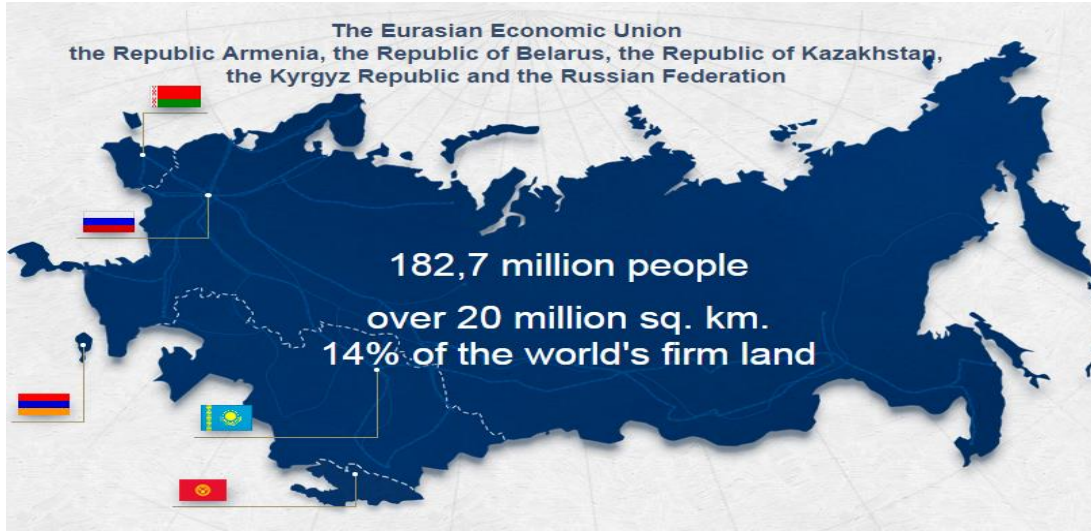 The Eurasian Economic Union
the Republic Armenia, the Republic of Belarus, the Republic of Kazakhstan,
the Kyrgyz Republic and the Russian Federation
182,7 million people
over 20 million sq. km.
14% of the world's firm land